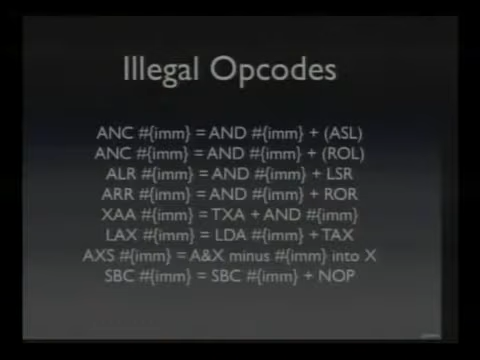 Illegal Opcodes
ANC #{imm} = AND #{imm} + (ASL)
ANC #{imm} = AND #{imm} + (ROL)
ALR #{imm} = AND #{imm} + LSR
ARR #{imm} = AND #{imm} + ROR
XAA #{imm} = TXA + AND #{imm}
LAX #{imm} = LDA #{imm} + TAX
AXS #{imm} = A&X minus #{imm} into X
SBC #{imm} = SBC #{imm} + NOP